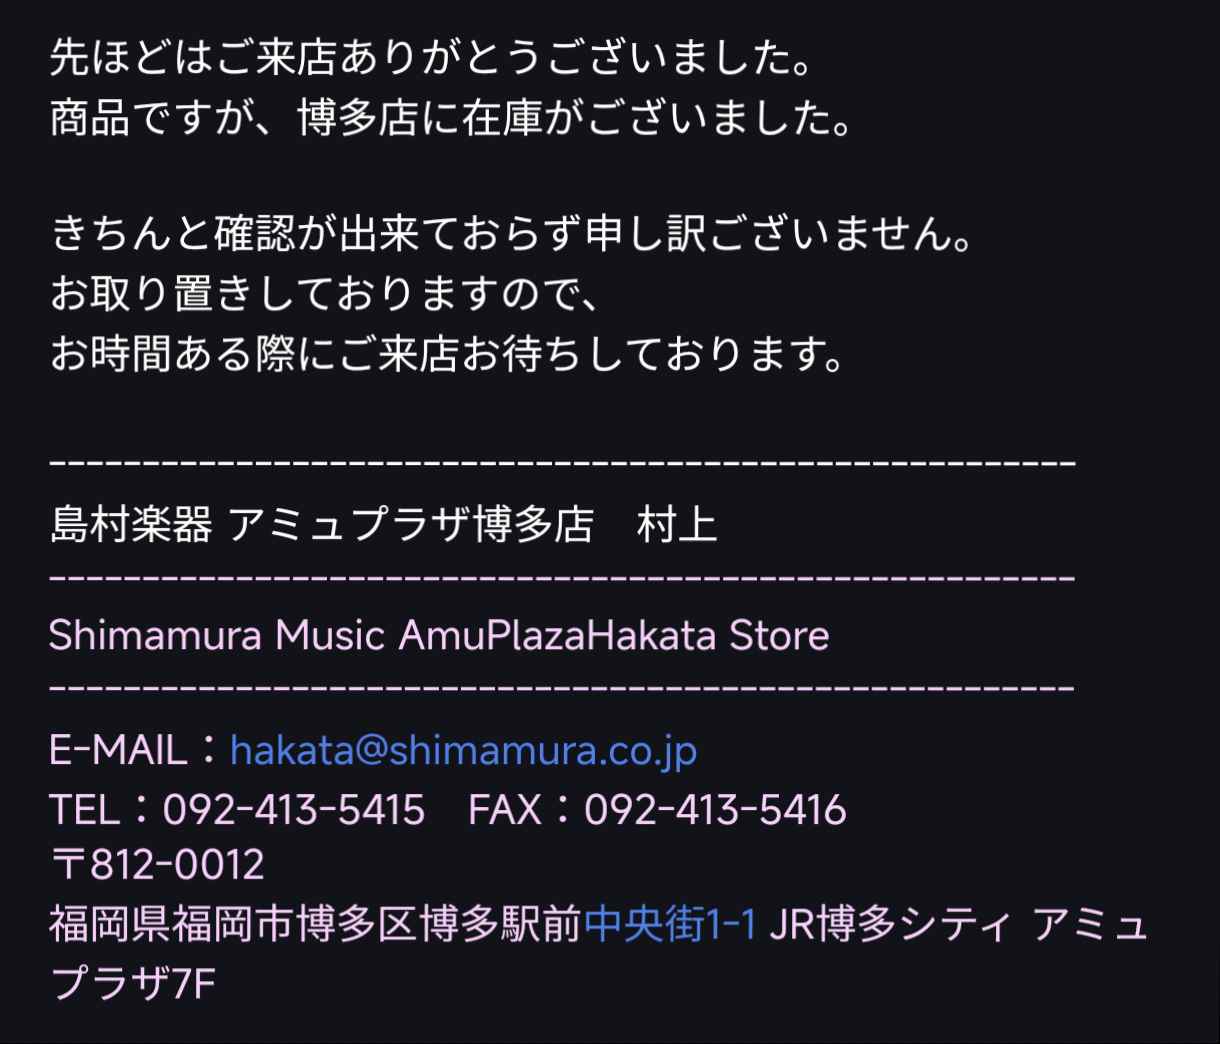 先ほどはご来店ありがとうございました。
商品ですが、博多店に在庫がございました。
きちんと確認が出来ておらず申し訳ございません。
お取り置きしておりますので、
お時間ある際にご来店お待ちしております。
-------------------------------------------------------
島村楽器 アミュプラザ博多店　村上
-------------------------------------------------------
Shimamura Music AmuPlazaHakata Store
-------------------------------------------------------
E-MAIL：hakata@shimamura.co.jp
TEL：092-413-5415　FAX：092-413-5416
〒812-0012
福岡県福岡市博多区博多駅前中央街1-1 JR博多シティ アミュ
プラザ7F